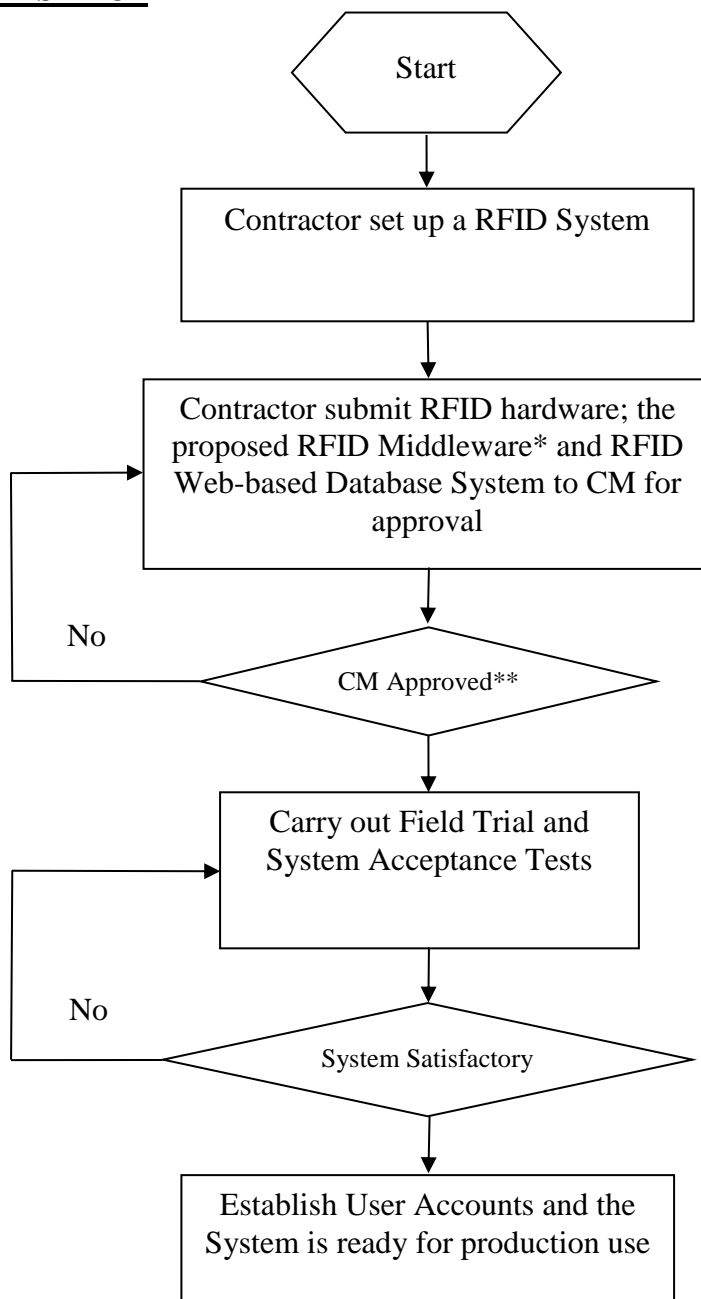 Start
Contractor set up a RFID System
Contractor submit RFID hardware; the
proposed RFID Middleware* and RFID
Web-based Database System to CM for
approval
No
CM Approved**
Carry out Field Trial and
System Acceptance Tests
No
System Satisfactory
Establish User Accounts and the
System is ready for production use